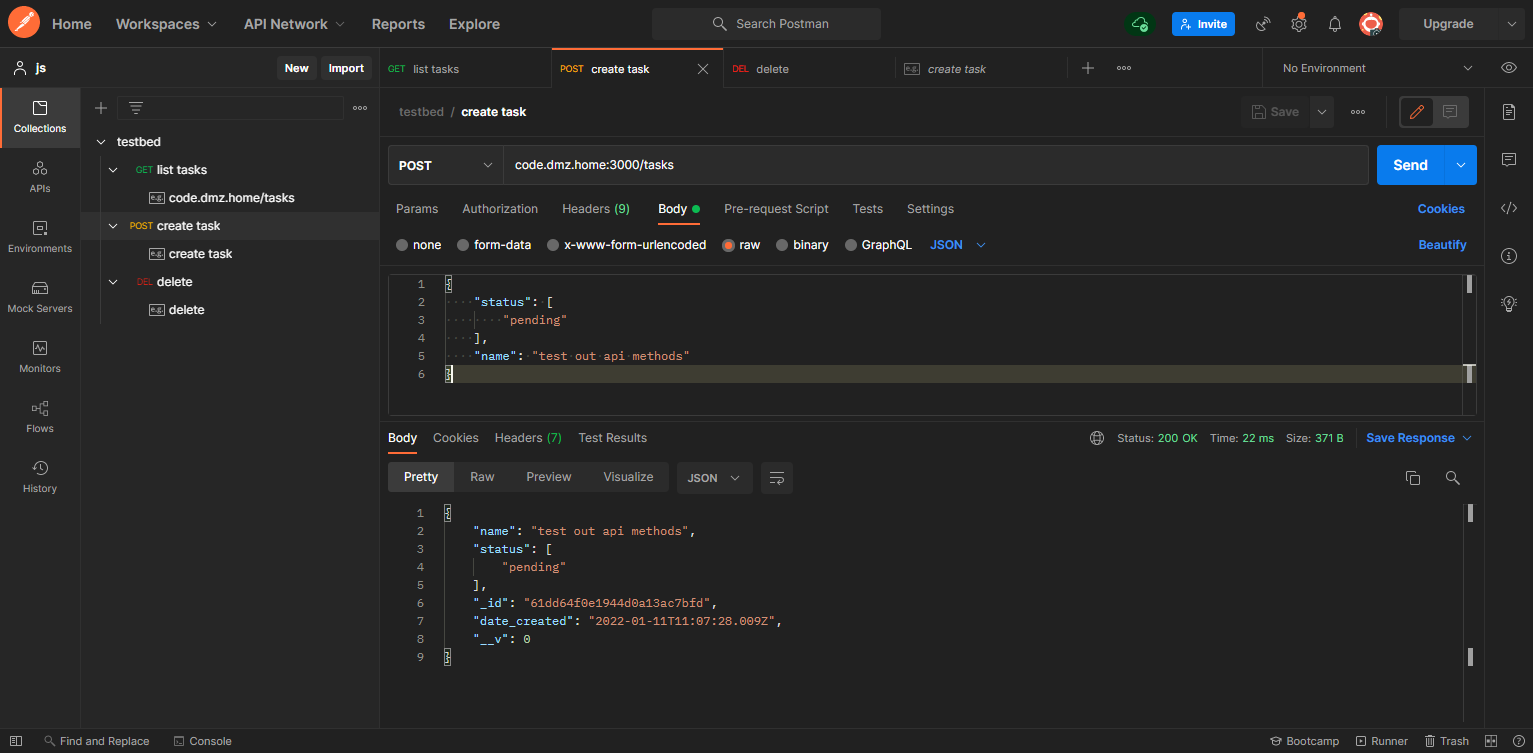 Home Workspaces API Network Reports Explore Search Postman Invite Upgrade
js New Import GET list tasks POST create task DEL delete e.g. create task No Environment
testbed / create task Save
Collections
APIs
Environments
Mock Servers
Monitors
Flows
History
testbed
GET list tasks
e.g. code.dmz.home/tasks
POST create task
e.g. create task
DEL delete
e.g. delete
POST code.dmz.home:3000/tasks Send
Params Authorization Headers (9) Body Pre-request Script Tests Settings Cookies
none form-data x-www-form-urlencoded raw binary GraphQL JSON Beautify
1 {
2 "status": [
3 "pending"
4 ],
5 "name": "test out api methods"
6 }
Body Cookies Headers (7) Test Results Status: 200 OK Time: 22 ms Size: 371 B Save Response
Pretty Raw Preview Visualize JSON
1 {
2 "name": "test out api methods",
3 "status": [
4 "pending"
5 ],
6 "_id": "61dd64f0e1944d0a13ac7bfd",
7 "date_created": "2022-01-11T11:07:28.009Z",
8 "__v": 0
9 }
Find and Replace Console Bootcamp Runner Trash